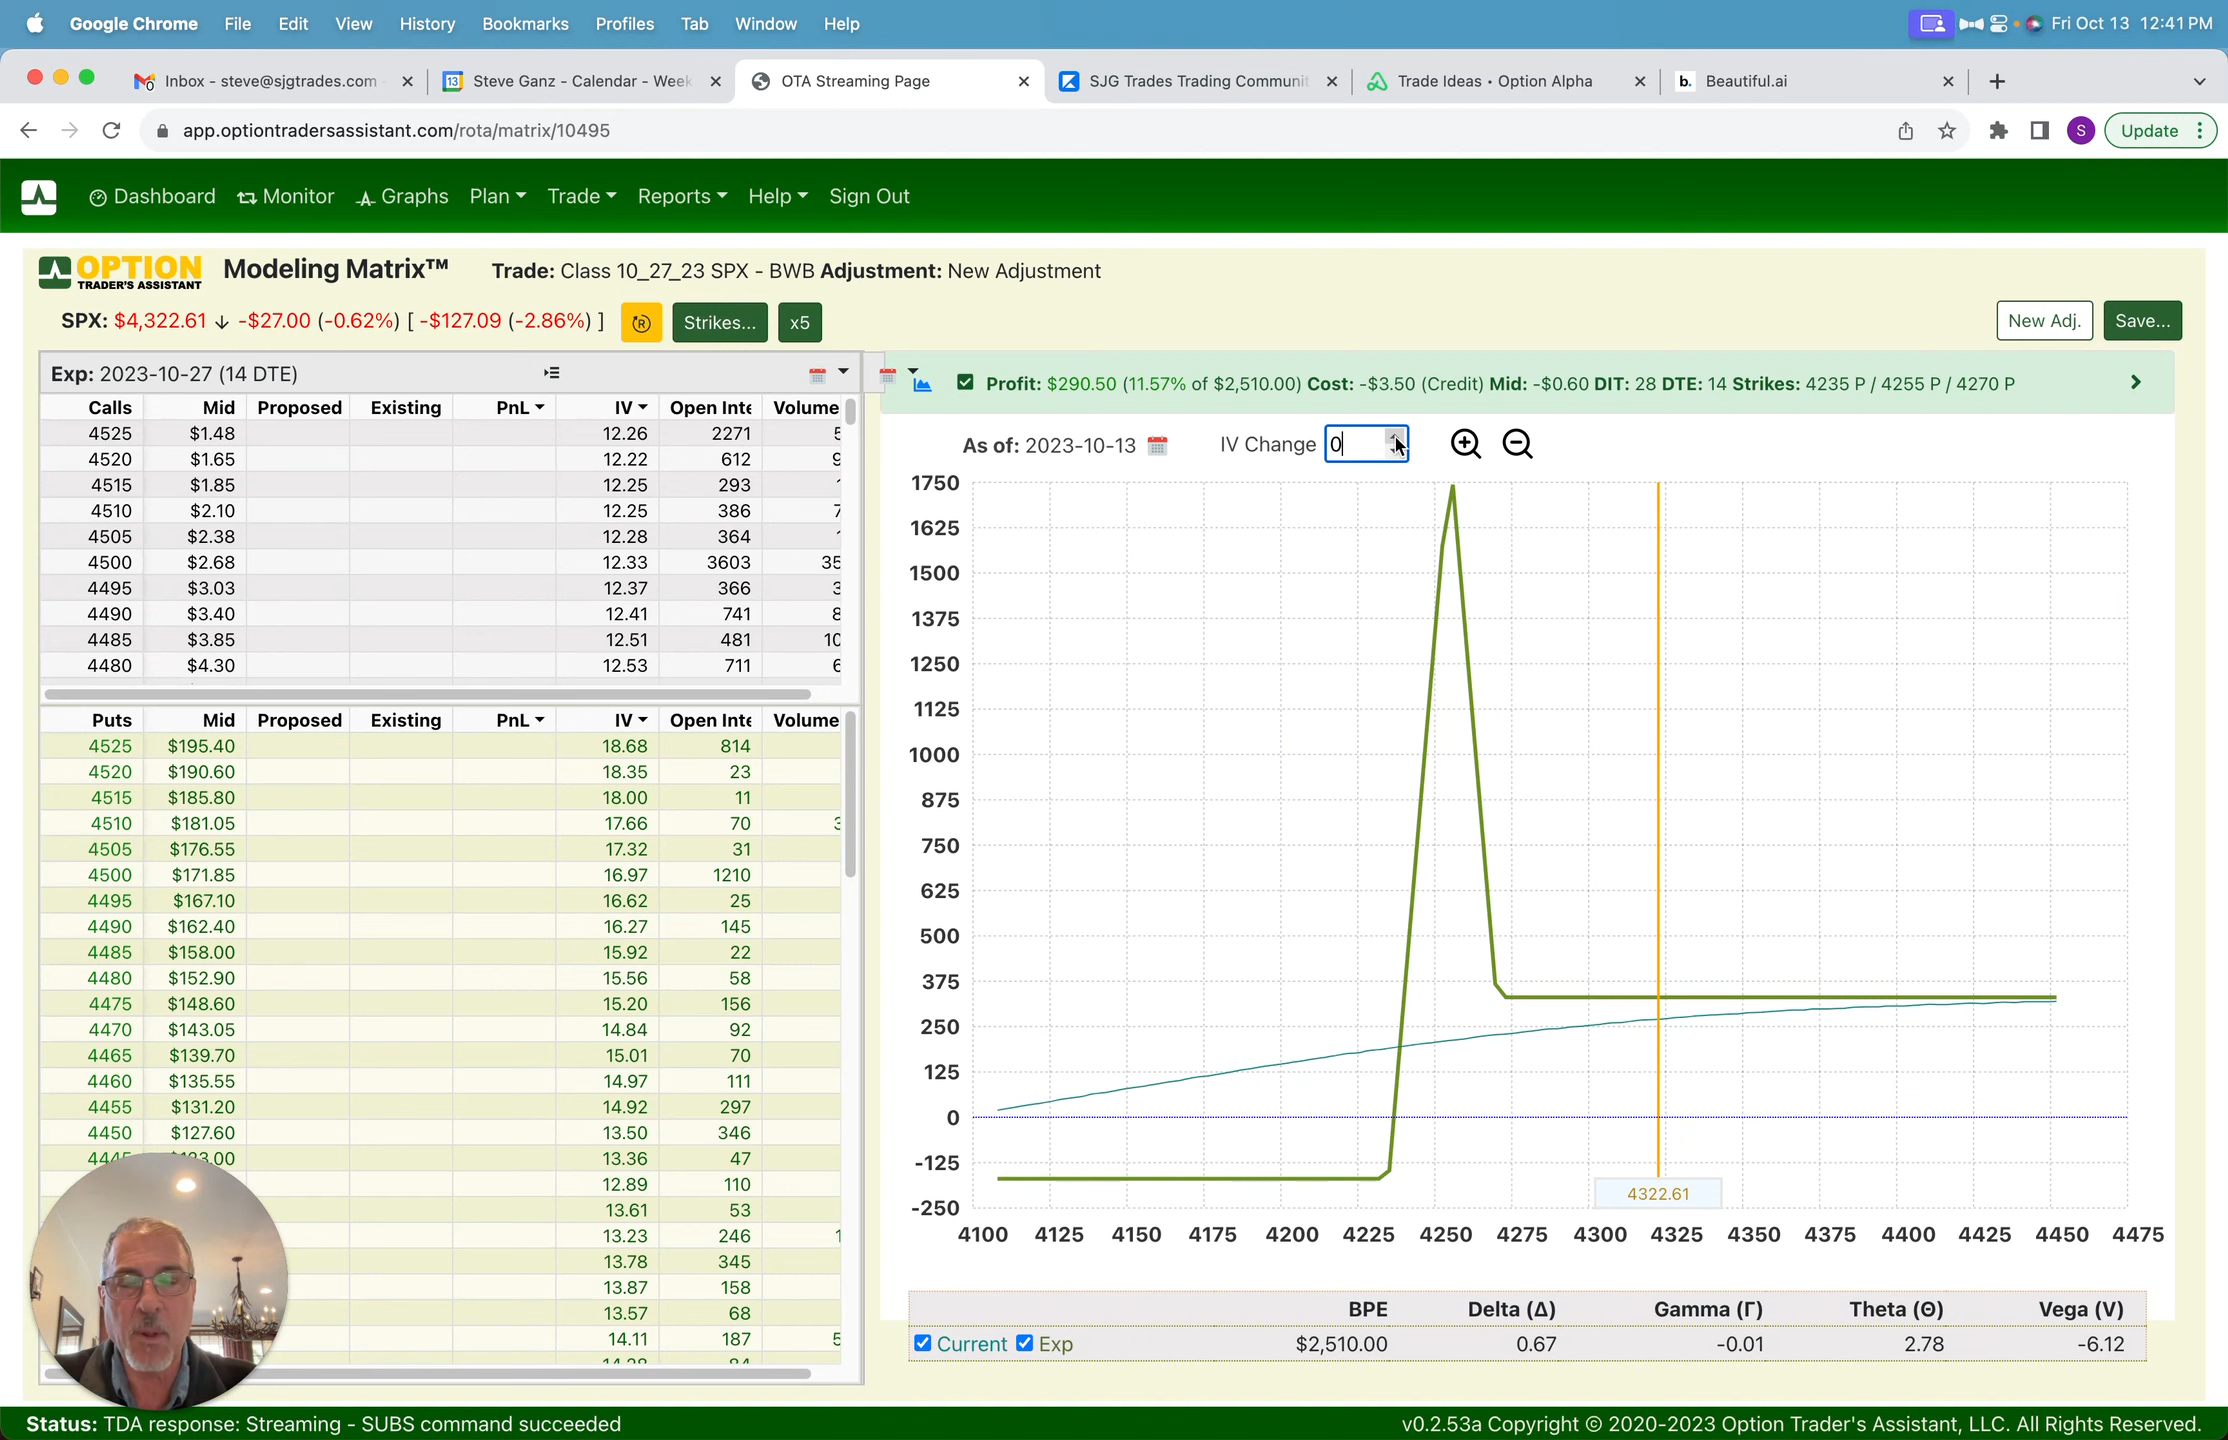 Google Chrome File Edit View History Bookmarks Profiles Tab Window Help Fri Oct 13 12:41 PM
Inbox - steve@sjgtrades.com - Steve Ganz - Calendar - Week OTA Streaming Page SJG Trades Trading Communit Trade Ideas • Option Alpha b. Beautiful.ai
app.optiontradersassistant.com/rota/matrix/10495 S Update
Dashboard Monitor Graphs Plan Trade Reports Help Sign Out
OPTION TRADER'S ASSISTANT Modeling Matrix™ Trade: Class 10_27_23 SPX - BWB Adjustment: New Adjustment
SPX: $4,322.61 ↓ -$27.00 (-0.62%) [ -$127.09 (-2.86%) ] R Strikes... x5 New Adj. Save...
Exp: 2023-10-27 (14 DTE)
Calls Mid Proposed Existing PnL IV Open Inte Volume
4525 $1.48 12.26 2271 5
4520 $1.65 12.22 612 9
4515 $1.85 12.25 293
4510 $2.10 12.25 386 7
4505 $2.38 12.28 364
4500 $2.68 12.33 3603 35
4495 $3.03 12.37 366 3
4490 $3.40 12.41 741 8
4485 $3.85 12.51 481 10
4480 $4.30 12.53 711 6
Puts Mid Proposed Existing PnL IV Open Inte Volume
4525 $195.40 18.68 814
4520 $190.60 18.35 23
4515 $185.80 18.00 11
4510 $181.05 17.66 70 3
4505 $176.55 17.32 31
4500 $171.85 16.97 1210
4495 $167.10 16.62 25
4490 $162.40 16.27 145
4485 $158.00 15.92 22
4480 $152.90 15.56 58
4475 $148.60 15.20 156
4470 $143.05 14.84 92
4465 $139.70 15.01 70
4460 $135.55 14.97 111
4455 $131.20 14.92 297
4450 $127.60 13.50 346
13.36 47
12.89 110
13.61 53
13.23 246 1
13.78 345
13.87 158
13.57 68
14.11 187 5
Profit: $290.50 (11.57% of $2,510.00) Cost: -$3.50 (Credit) Mid: -$0.60 DIT: 28 DTE: 14 Strikes: 4235 P / 4255 P / 4270 P
As of: 2023-10-13 IV Change 0
1750
1625
1500
1375
1250
1125
1000
875
750
625
500
375
250
125
0
-125
-250
4322.61
4100 4125 4150 4175 4200 4225 4250 4275 4300 4325 4350 4375 4400 4425 4450 4475
BPE Delta (Δ) Gamma (Γ) Theta (Θ) Vega (V)
Current Exp $2,510.00 0.67 -0.01 2.78 -6.12
Status: TDA response: Streaming - SUBS command succeeded v0.2.53a Copyright © 2020-2023 Option Trader's Assistant, LLC. All Rights Reserved.